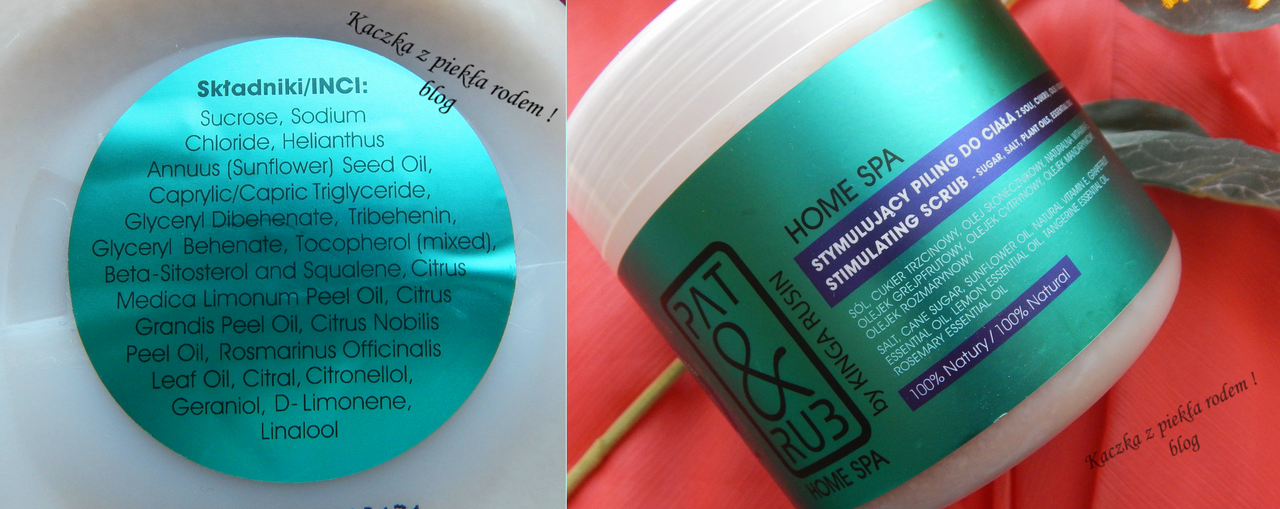 Kaczka z piekła rodem !
blog
Składniki/INCI:
Sucrose, Sodium
Chloride, Helianthus
Annuus (Sunflower) Seed Oil,
Caprylic/Capric Triglyceride,
Glyceryl Dibehenate, Tribehenin,
Glyceryl Behenate, Tocopherol (mixed),
Beta-Sitosterol and Squalene, Citrus
Medica Limonum Peel Oil, Citrus
Grandis Peel Oil, Citrus Nobilis
Peel Oil, Rosmarinus Officinalis
Leaf Oil, Citral, Citronellol,
Geraniol, D-Limonene,
Linalool
HOME SPA
STYMULUJĄCY PILING DO CIAŁA Z SOLI, CUKRU,
STIMULATING SCRUB - SUGAR, SALT, PLANT OILS,
SÓL, CUKIER TRZCINOWY, OLEJ SŁONECZNIKOWY, NATURALNA
OLEJEK GREJPFRUTOWY, OLEJEK CYTRYNOWY, OLEJEK
OLEJEK ROZMARYNOWY
SALT, CANE SUGAR, SUNFLOWER OIL, NATURAL VITAMIN E, GRAPEFRUIT
ESSENTIAL OIL, LEMON ESSENTIAL OIL, TANGERINE ESSENTIAL OIL,
ROSEMARY ESSENTIAL OIL
100% Natury / 100% Natural
PAT
&
RUB
by KINGA RUSIN
HOME SPA
Kaczka z piekła rodem !
blog